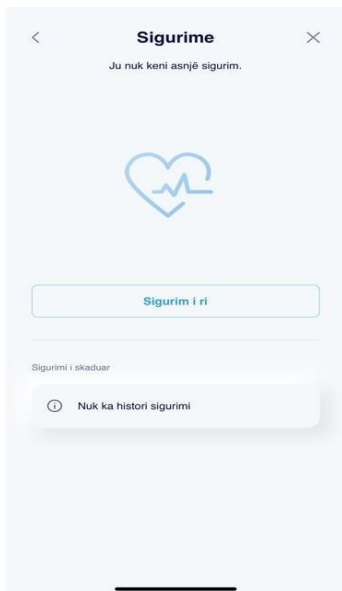 Sigurime
Ju nuk keni asnjë sigurim.
Sigurim i ri
Sigurimi i skaduar
Nuk ka histori sigurimi